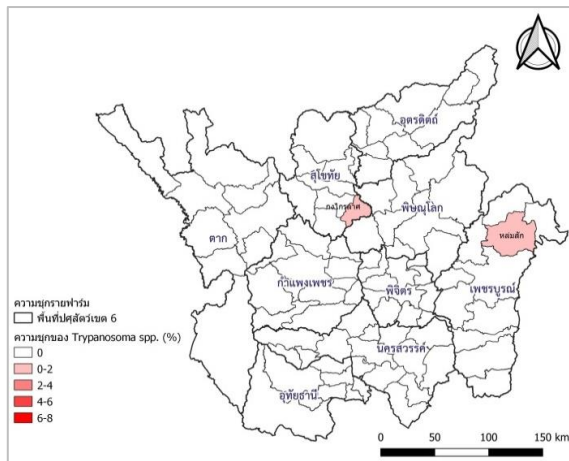 อุตรดิตถ์
สุโขทัย
กงไกรลาศ
พิษณุโลก
หล่มสัก
ตาก
กำแพงเพชร
พิจิตร
เพชรบูรณ์
นครสวรรค์
อุทัยธานี
ความชุกรายฟาร์ม
พื้นที่ปศุสัตว์เขต 6
ความชุกของ Trypanosoma spp. (%)
0
0-2
2-4
4-6
6-8
0 50 100 150 km